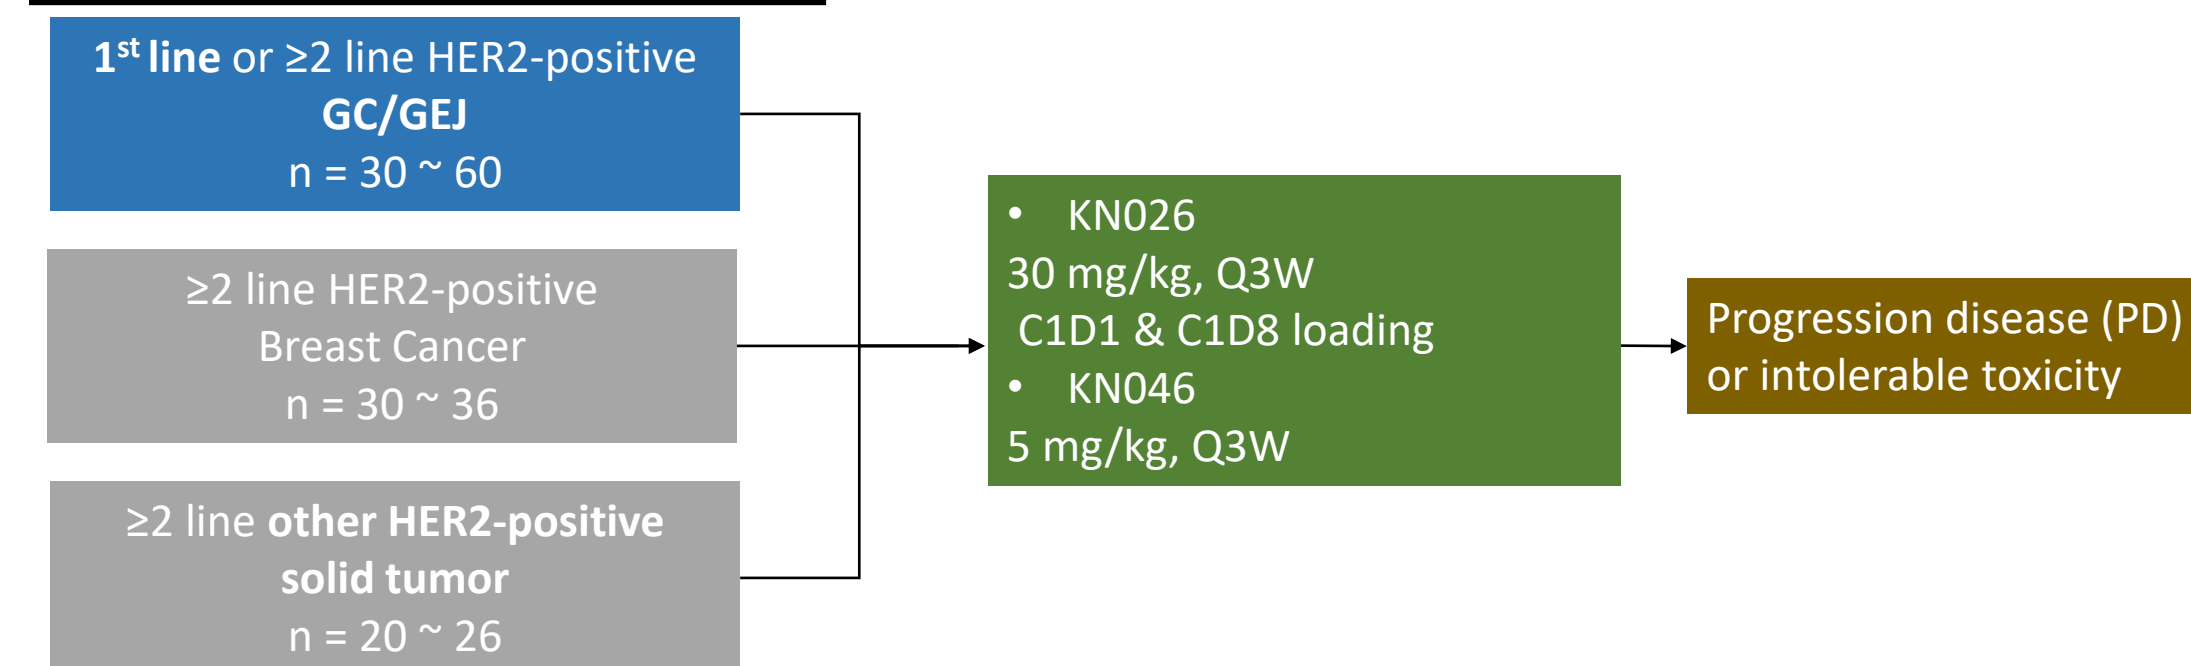 1st line or ≥2 line HER2-positive
GC/GEJ
n = 30 ~ 60
≥2 line HER2-positive
Breast Cancer
n = 30 ~ 36
≥2 line other HER2-positive
solid tumor
n = 20 ~ 26
• KN026
30 mg/kg, Q3W
C1D1 & C1D8 loading
• KN046
5 mg/kg, Q3W
Progression disease (PD)
or intolerable toxicity